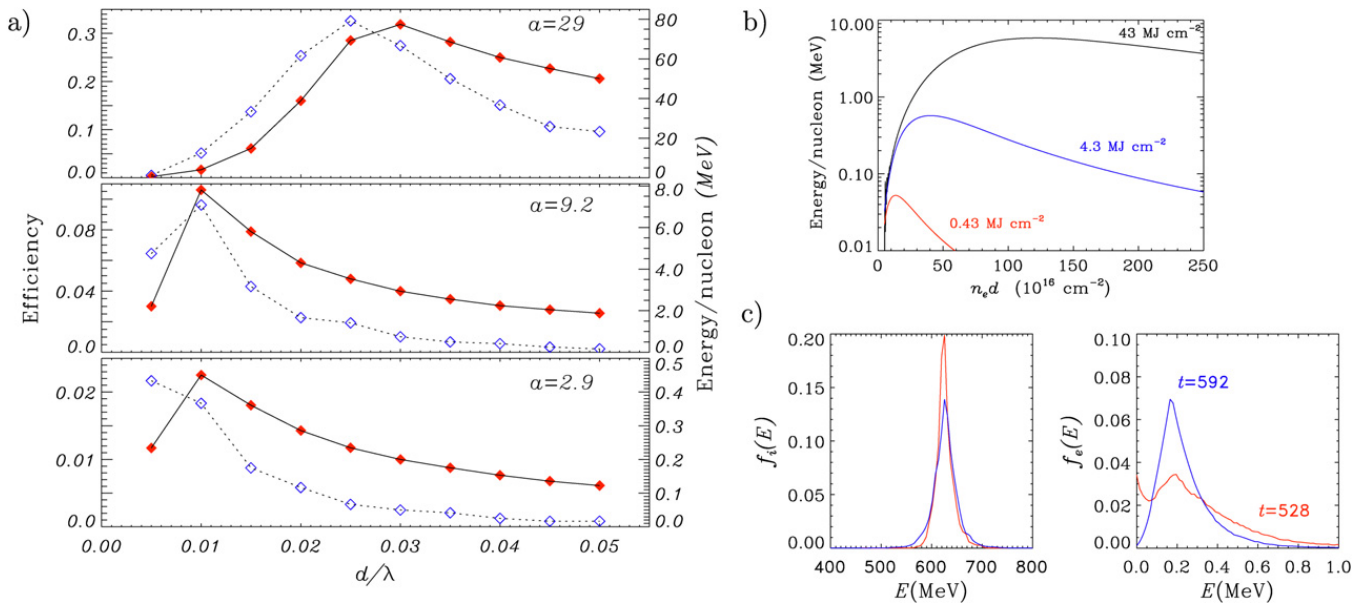 a)
a=29
0.3
0.2
0.1
0.0
80
60
40
20
0
a=9.2
0.08
0.04
0.0
8.0
6.0
4.0
2.0
0.0
a=2.9
0.02
0.01
0.0
0.5
0.4
0.3
0.2
0.1
0.0
Efficiency
Energy/nucleon (MeV)
0.00 0.01 0.02 0.03 0.04 0.05
d/λ
b)
10.00
1.00
0.10
0.01
Energy/nucleon (MeV)
43 MJ cm⁻²
4.3 MJ cm⁻²
0.43 MJ cm⁻²
0 50 100 150 200 250
nₑd (10¹⁶ cm⁻²)
c)
0.20
0.15
0.10
0.05
0.00
fᵢ(E)
400 500 600 700 800
E(MeV)
0.10
0.08
0.06
0.04
0.02
0.00
fₑ(E)
t=592
t=528
0.0 0.2 0.4 0.6 0.8 1.0
E(MeV)